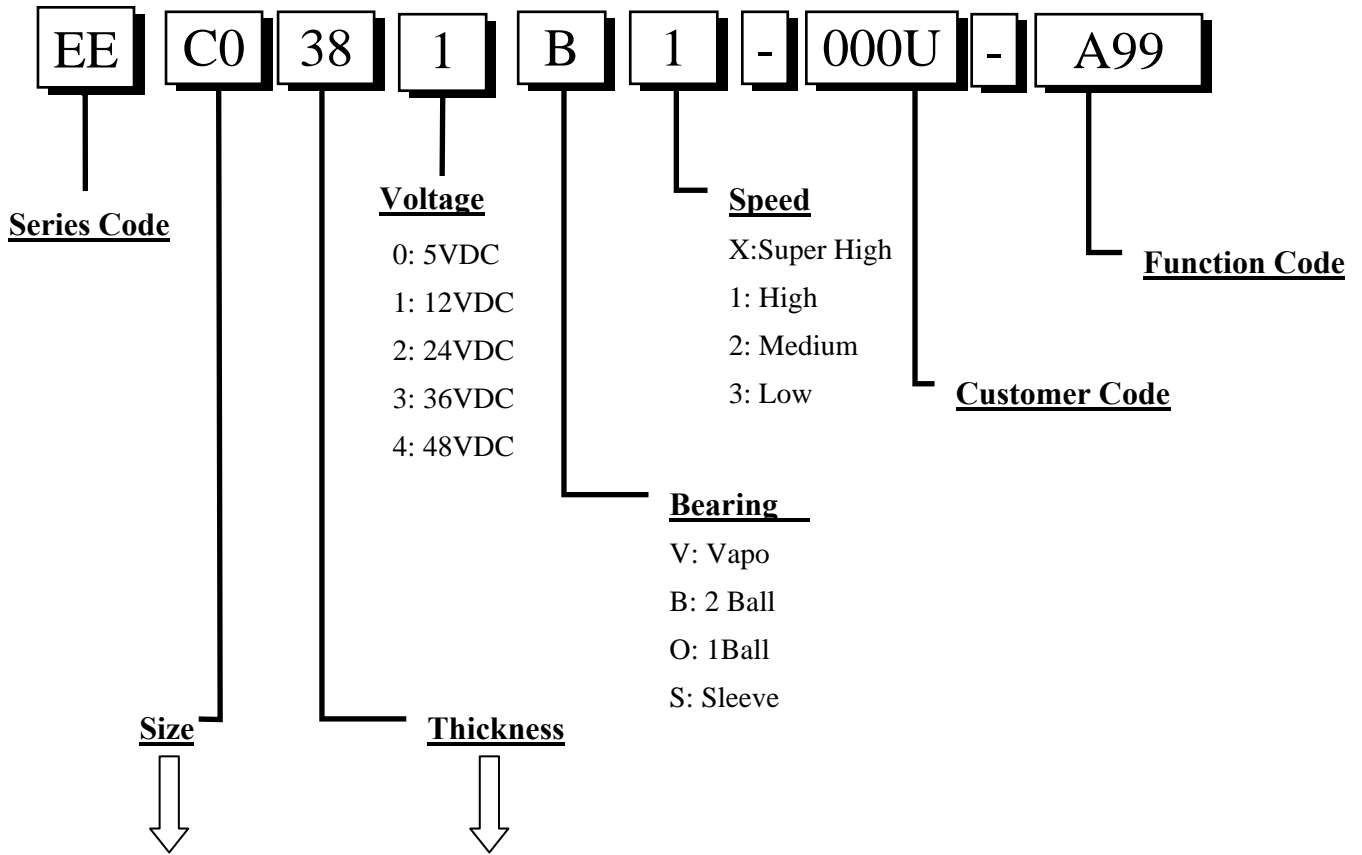 EE C0 38 1 B 1 - 000U - A99
Series Code
Voltage
0: 5VDC
1: 12VDC
2: 24VDC
3: 36VDC
4: 48VDC
Speed
X:Super High
1: High
2: Medium
3: Low
Function Code
Customer Code
Bearing
V: Vapo
B: 2 Ball
O: 1Ball
S: Sleeve
Size
Thickness